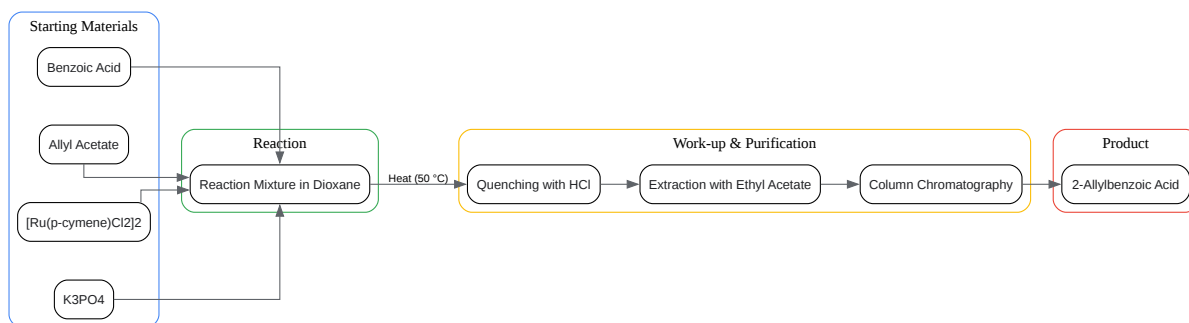 Starting Materials
Benzoic Acid
Allyl Acetate
[Ru(p-cymene)Cl2]2
K3PO4
Reaction
Reaction Mixture in Dioxane
Heat (50 °C)
Work-up & Purification
Quenching with HCl
Extraction with Ethyl Acetate
Column Chromatography
Product
2-Allylbenzoic Acid